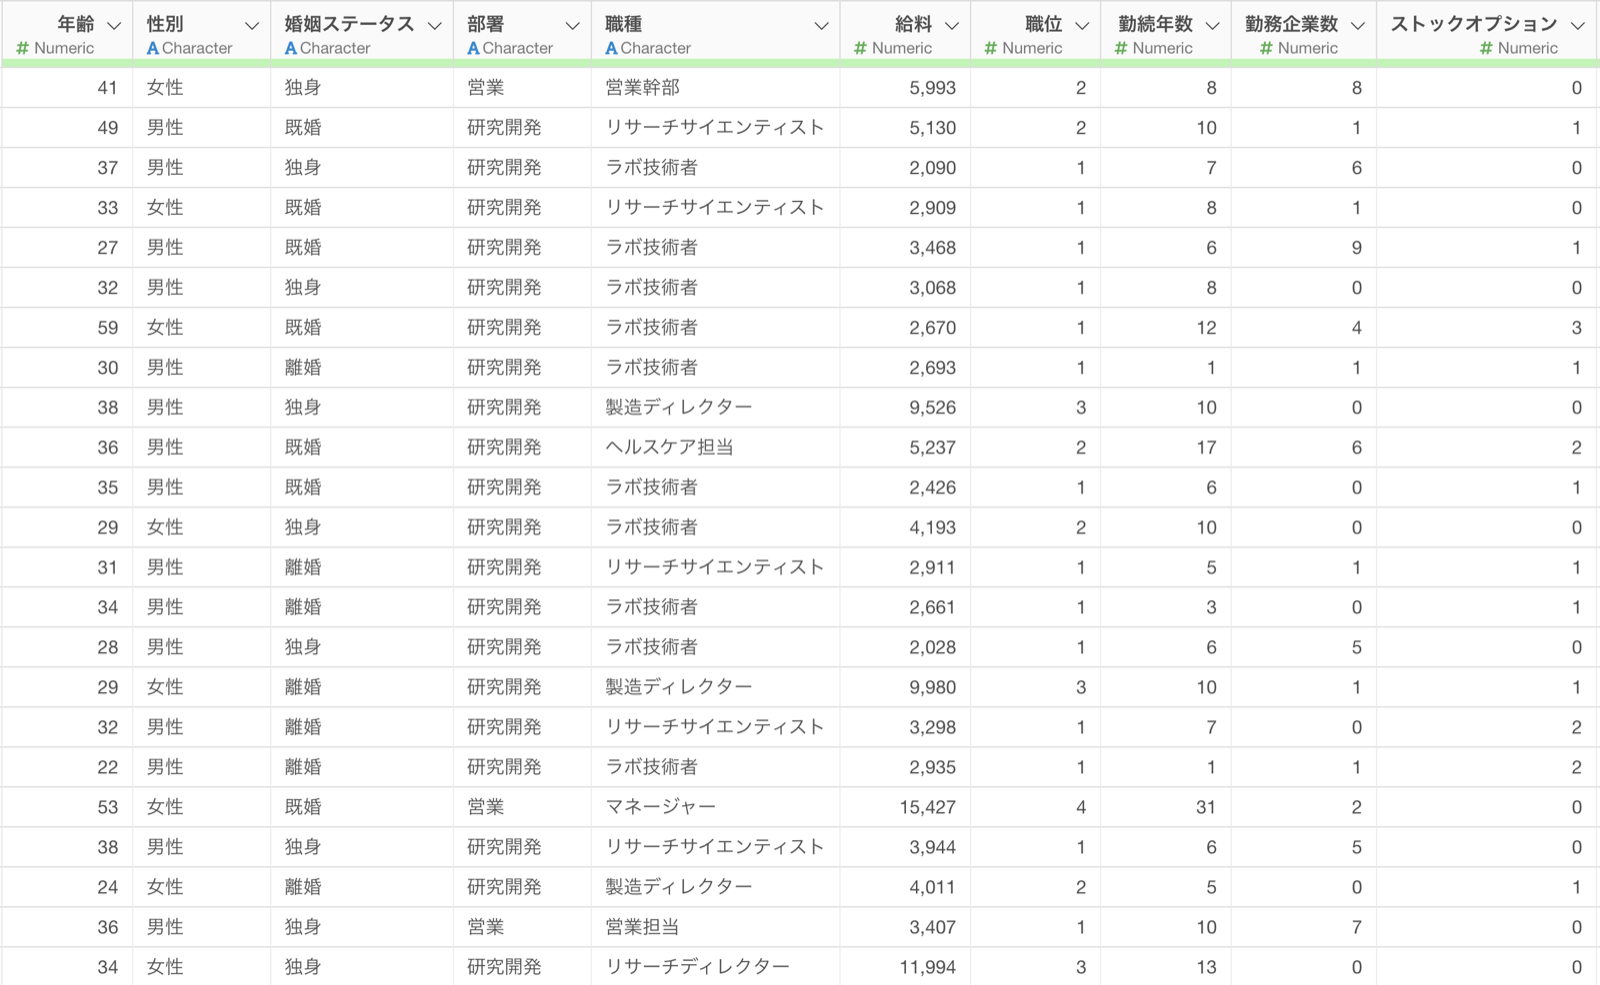 年齢 性別 婚姻ステータス 部署 職種 給料 職位 勤続年数 勤務企業数 ストックオプション
# Numeric A Character A Character A Character A Character # Numeric # Numeric # Numeric # Numeric # Numeric
41 女性 独身 営業 営業幹部 5,993 2 8 8 0
49 男性 既婚 研究開発 リサーチサイエンティスト 5,130 2 10 1 1
37 男性 独身 研究開発 ラボ技術者 2,090 1 7 6 0
33 女性 既婚 研究開発 リサーチサイエンティスト 2,909 1 8 1 0
27 男性 既婚 研究開発 ラボ技術者 3,468 1 6 9 1
32 男性 独身 研究開発 ラボ技術者 3,068 1 8 0 0
59 女性 既婚 研究開発 ラボ技術者 2,670 1 12 4 3
30 男性 離婚 研究開発 ラボ技術者 2,693 1 1 1 1
38 男性 独身 研究開発 製造ディレクター 9,526 3 10 0 0
36 男性 既婚 研究開発 ヘルスケア担当 5,237 2 17 6 2
35 男性 既婚 研究開発 ラボ技術者 2,426 1 6 0 1
29 女性 独身 研究開発 ラボ技術者 4,193 2 10 0 0
31 男性 離婚 研究開発 リサーチサイエンティスト 2,911 1 5 1 1
34 男性 離婚 研究開発 ラボ技術者 2,661 1 3 0 1
28 男性 独身 研究開発 ラボ技術者 2,028 1 6 5 0
29 女性 離婚 研究開発 製造ディレクター 9,980 3 10 1 1
32 男性 離婚 研究開発 リサーチサイエンティスト 3,298 1 7 0 2
22 男性 離婚 研究開発 ラボ技術者 2,935 1 1 1 2
53 女性 既婚 営業 マネージャー 15,427 4 31 2 0
38 男性 独身 研究開発 リサーチサイエンティスト 3,944 1 6 5 0
24 女性 離婚 研究開発 製造ディレクター 4,011 2 5 0 1
36 男性 独身 営業 営業担当 3,407 1 10 7 0
34 女性 独身 研究開発 リサーチディレクター 11,994 3 13 0 0